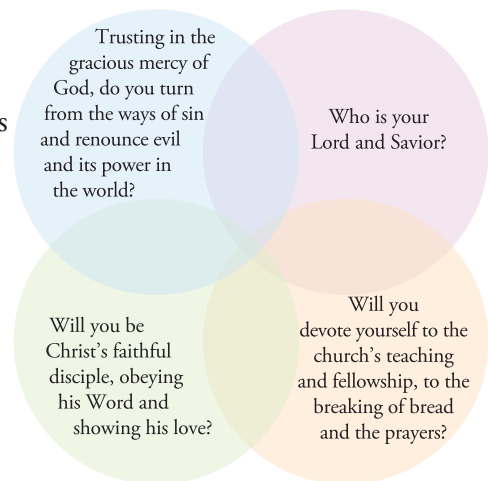 Trusting in the
gracious mercy of
God, do you turn
from the ways of sin
and renounce evil
and its power in
the world?
Who is your
Lord and Savior?
Will you be
Christ's faithful
disciple, obeying
his Word and
showing his love?
Will you
devote yourself to the
church's teaching
and fellowship, to the
breaking of bread
and the prayers?